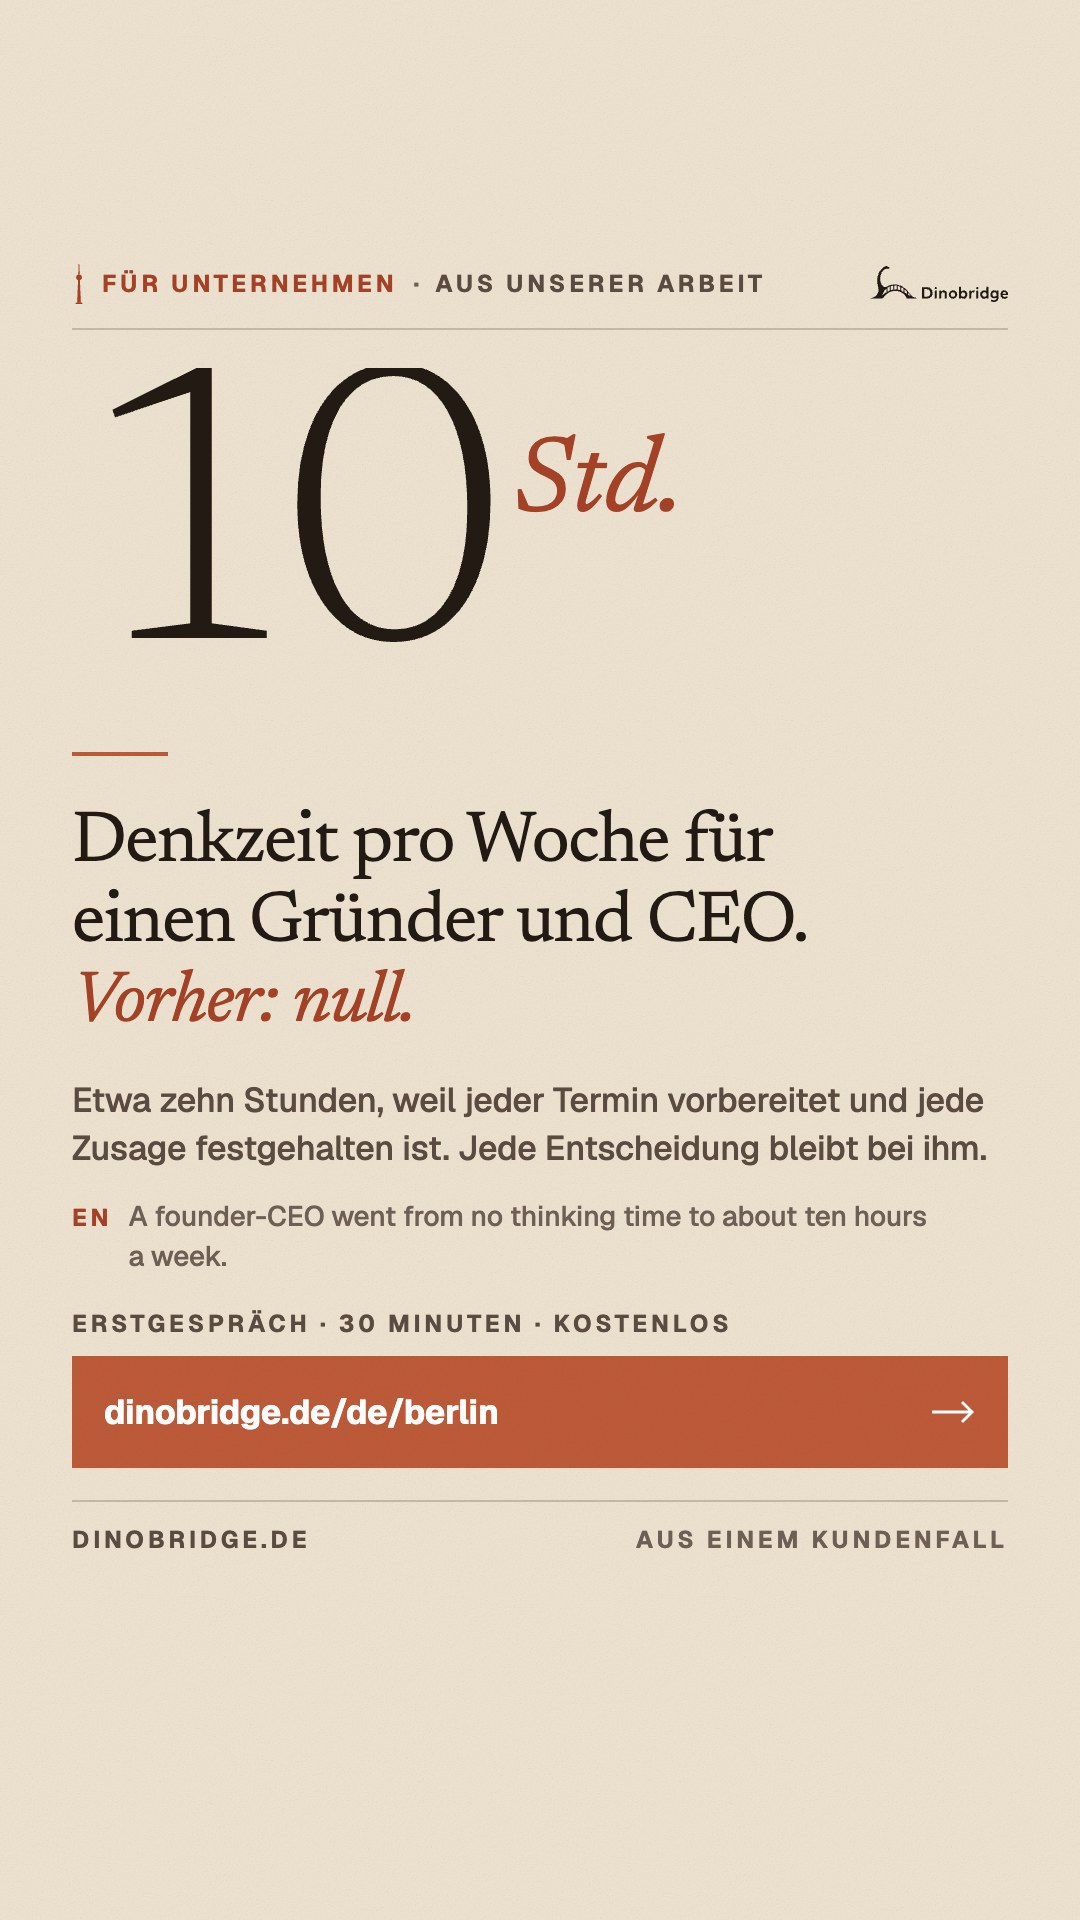 FÜR UNTERNEHMEN · AUS UNSERER ARBEIT
Dinobridge
10 Std.
Denkzeit pro Woche für
einen Gründer und CEO.
Vorher: null.
Etwa zehn Stunden, weil jeder Termin vorbereitet und jede
Zusage festgehalten ist. Jede Entscheidung bleibt bei ihm.
EN A founder-CEO went from no thinking time to about ten hours
a week.
ERSTGESPRÄCH · 30 MINUTEN · KOSTENLOS
dinobridge.de/de/berlin →
DINOBRIDGE.DE
AUS EINEM KUNDENFALL